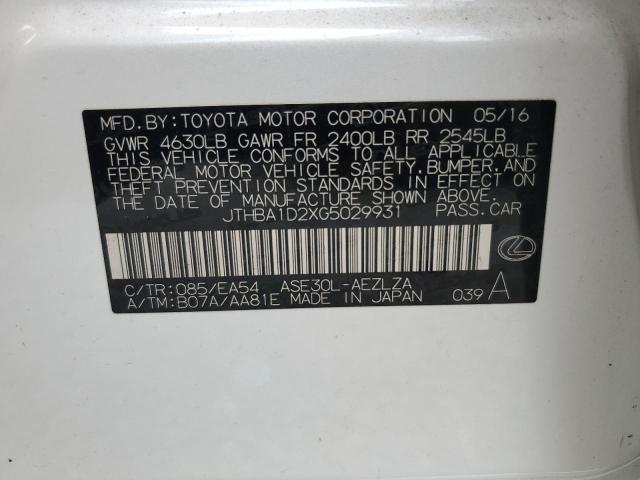 MFD. BY: TOYOTA MOTOR CORPORATION 05/16
GVWR 4630LB GAWR FR 2400LB RR 2545LB
THIS VEHICLE CONFORMS TO ALL APPLICABLE
FEDERAL MOTOR VEHICLE SAFETY, BUMPER, AND
THEFT PREVENTION STANDARDS IN EFFECT ON
THE DATE OF MANUFACTURE SHOWN ABOVE.
JTHBA1D2XG5029931 PASS. CAR
C/TR: 085/EA54 ASE30L-AEZLZA
A/TM: B07A/AA81E MADE IN JAPAN 039 A